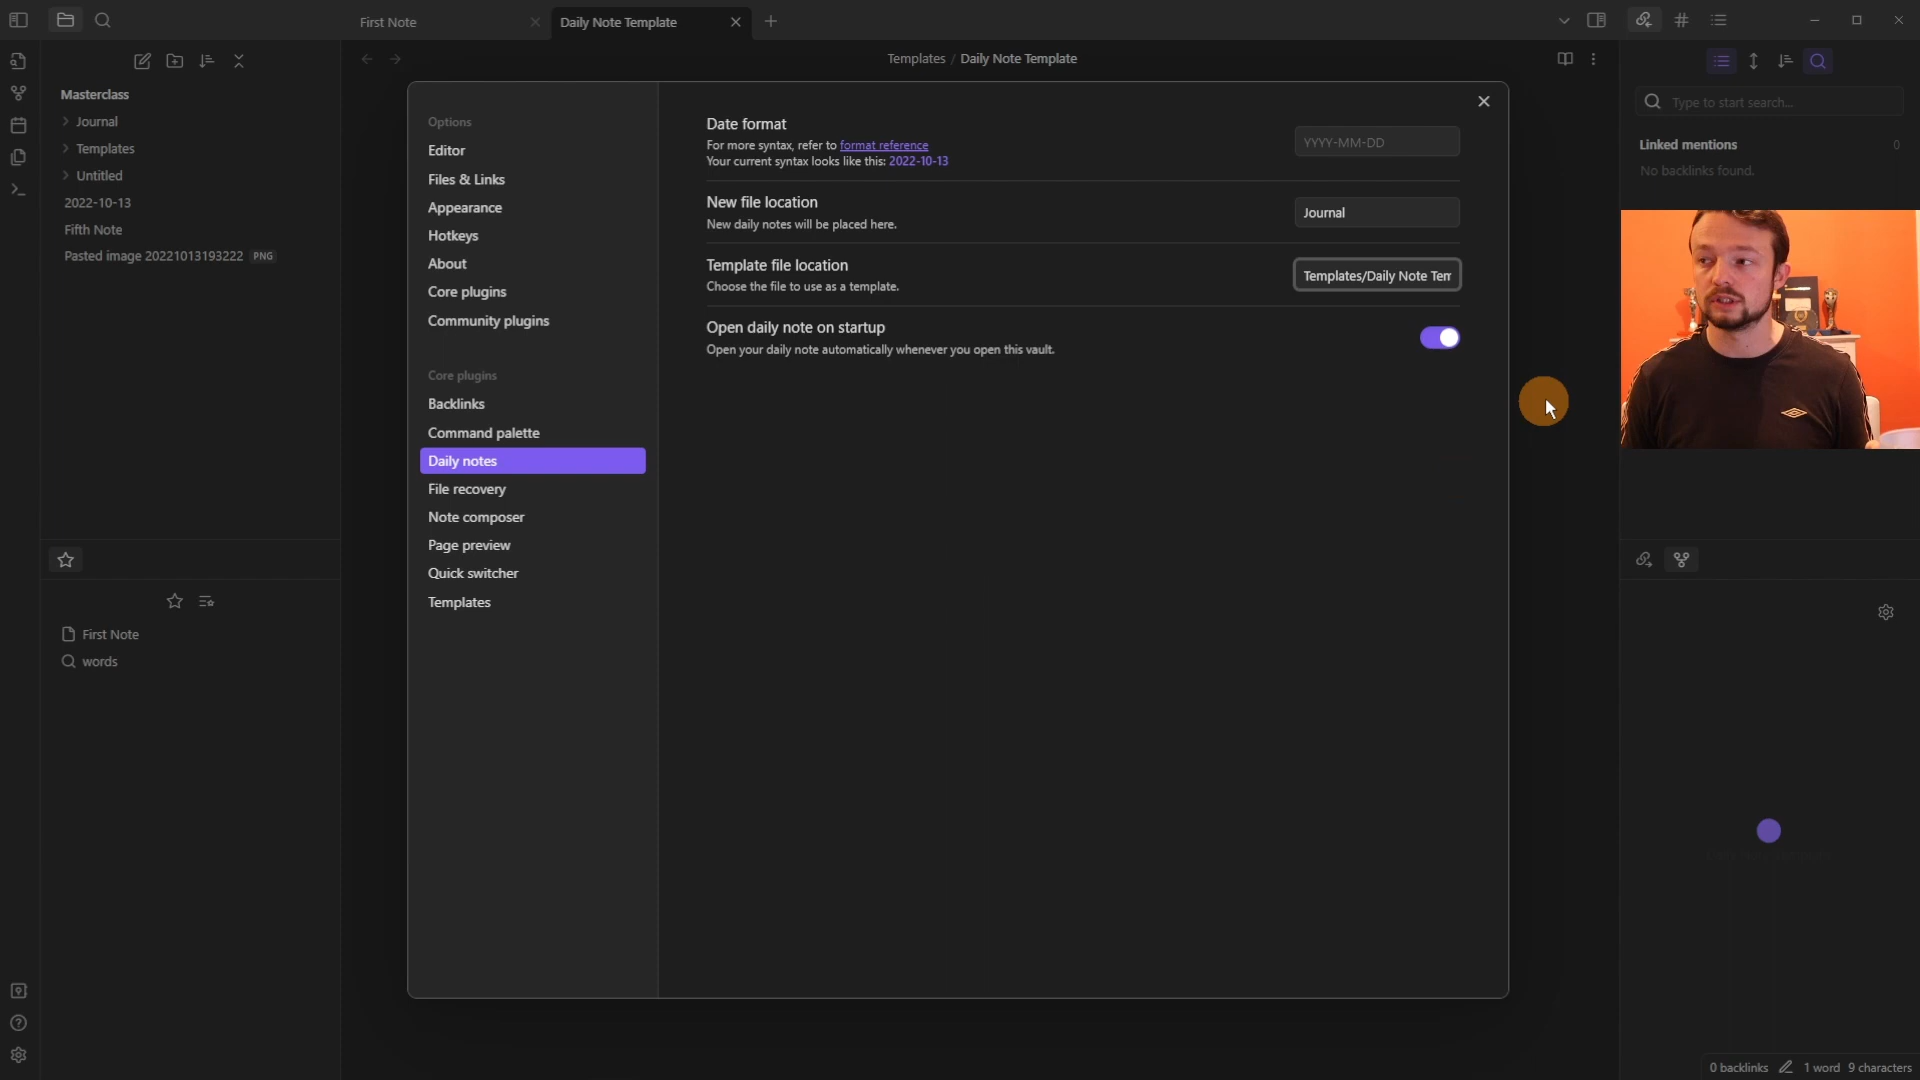 First Note
Daily Note Template
Templates / Daily Note Template
Masterclass
Journal
Templates
Untitled
2022-10-13
Fifth Note
Pasted image 20221013193222 PNG
First Note
words
Options
Editor
Files & Links
Appearance
Hotkeys
About
Core plugins
Community plugins
Core plugins
Backlinks
Command palette
Daily notes
File recovery
Note composer
Page preview
Quick switcher
Templates
Date format
For more syntax, refer to format reference
Your current syntax looks like this: 2022-10-13
YYYY-MM-DD
New file location
New daily notes will be placed here.
Journal
Template file location
Choose the file to use as a template.
Templates/Daily Note Tem
Open daily note on startup
Open your daily note automatically whenever you open this vault.
Type to start search...
Linked mentions 0
No backlinks found.
0 backlinks 1 word 9 characters